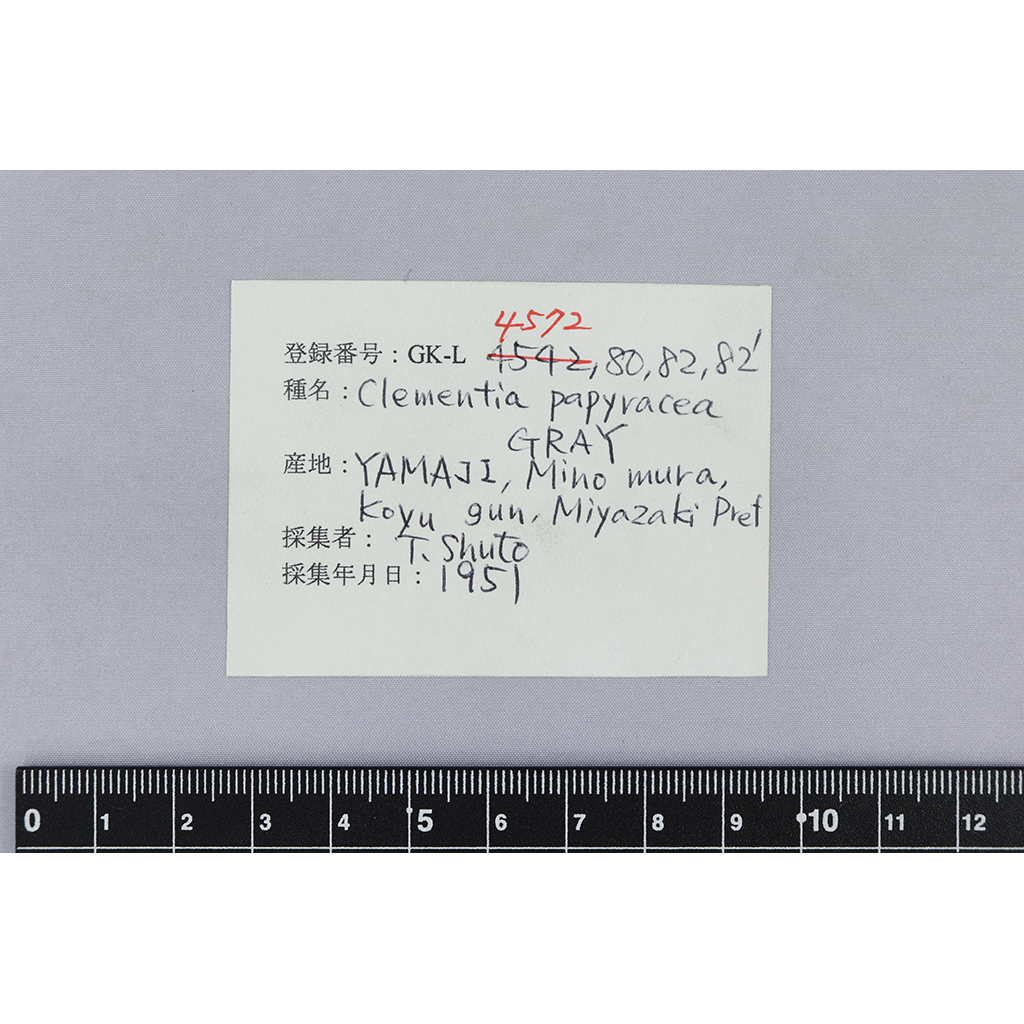 4572
登録番号：GK-L 4542, 80, 82, 82'
種名：Clementia papyracea
GRAY
産地：YAMAJI, Mino mura,
Koyu gun, Miyazaki Pref
採集者： T. Shuto
採集年月日：1951
0 1 2 3 4 5 6 7 8 9 10 11 12